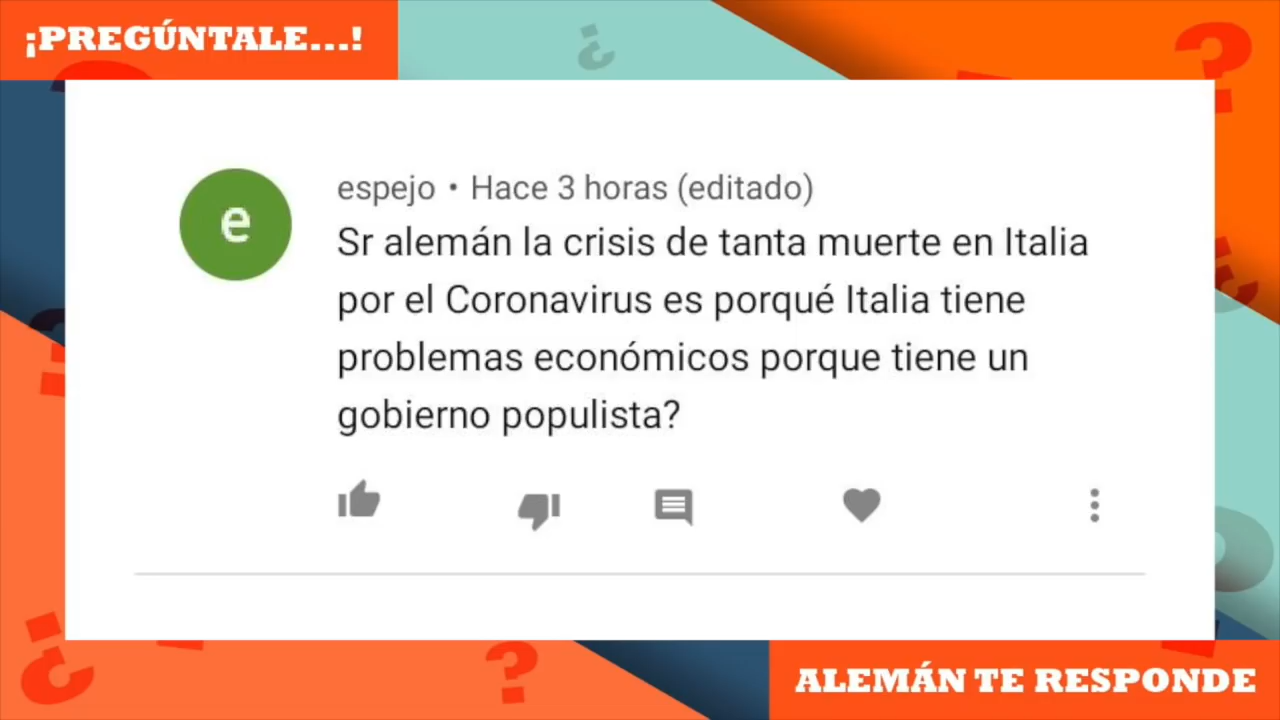 ¡PREGÚNTALE...!
e
espejo • Hace 3 horas (editado)
Sr alemán la crisis de tanta muerte en Italia
por el Coronavirus es porqué Italia tiene
problemas económicos porque tiene un
gobierno populista?
ALEMÁN TE RESPONDE